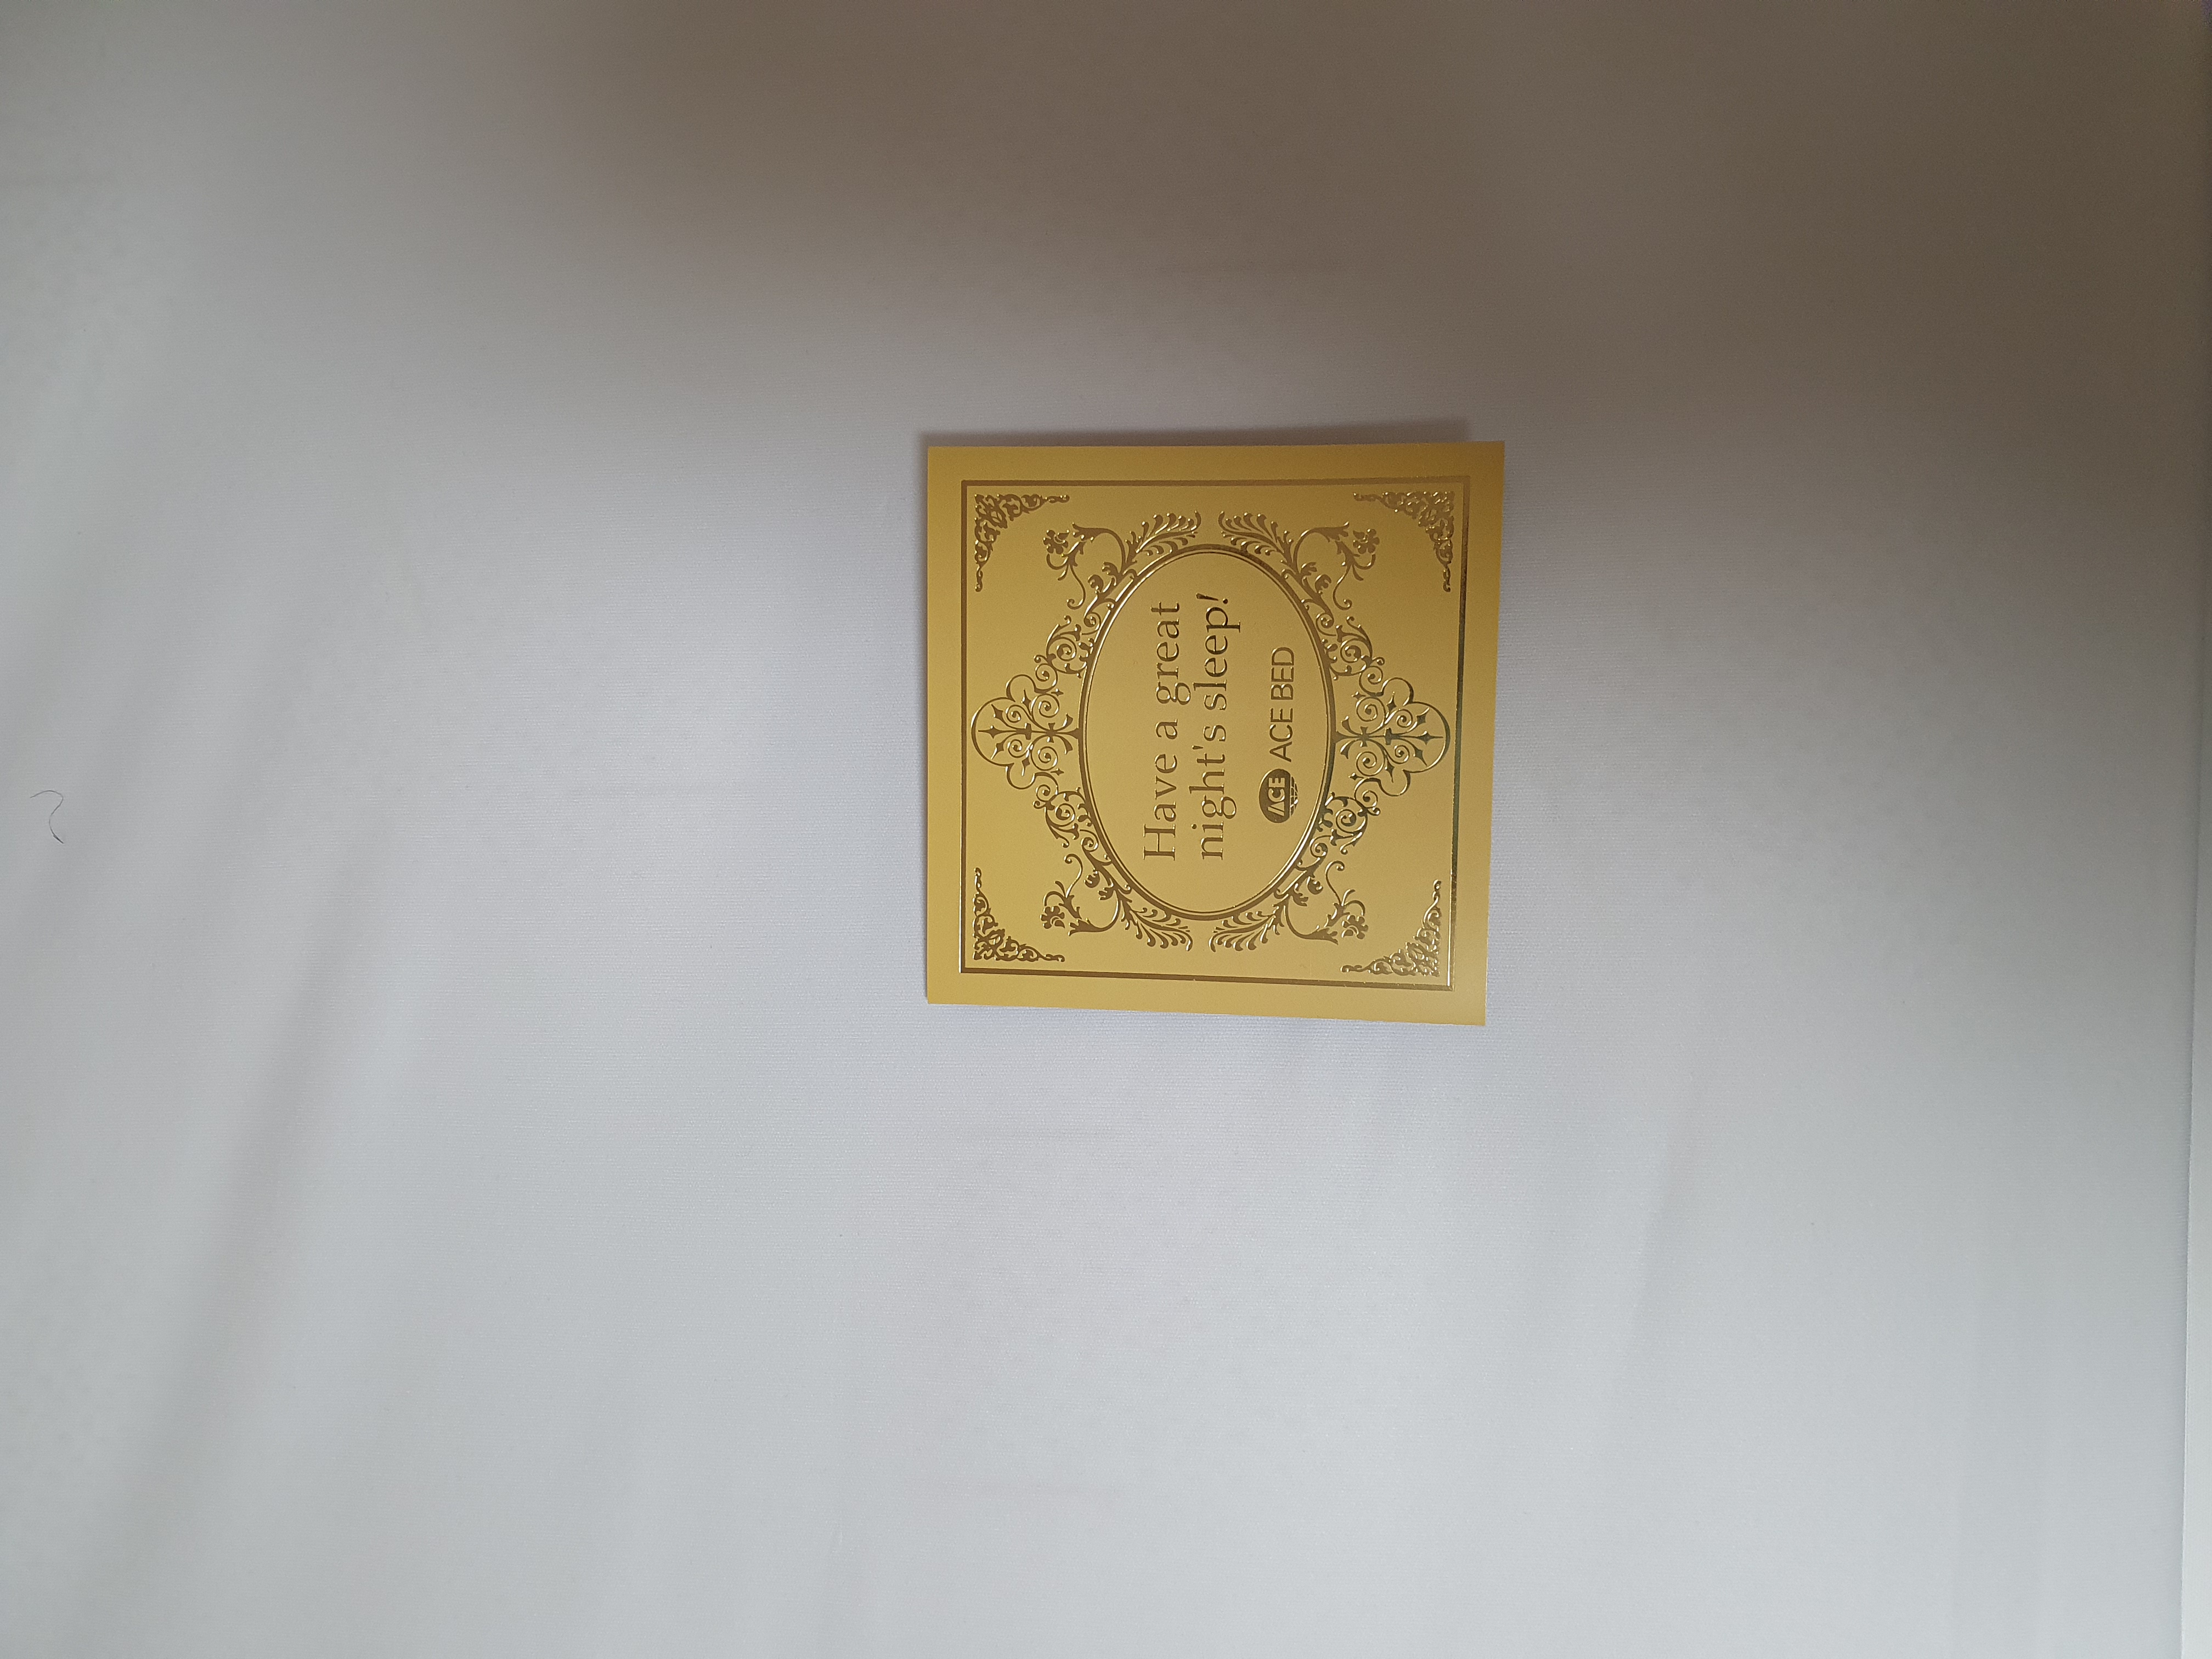 Have a great
night's sleep!
ACE ACE BED